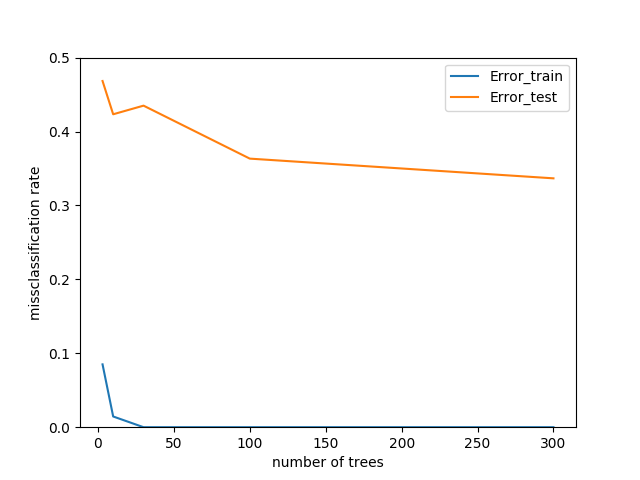 0.5
0.4
0.3
0.2
0.1
0.0
missclassification rate
Error_train
Error_test
0 50 100 150 200 250 300
number of trees